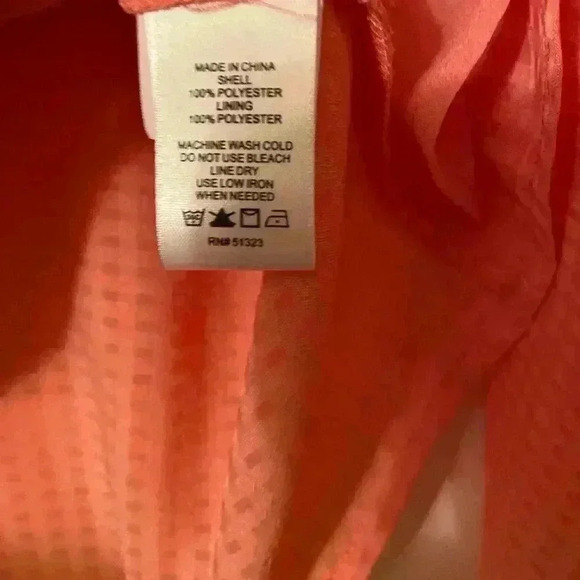 MADE IN CHINA
SHELL
100% POLYESTER
LINING
100% POLYESTER
MACHINE WASH COLD
DO NOT USE BLEACH
LINE DRY
USE LOW IRON
WHEN NEEDED
RN# 51323